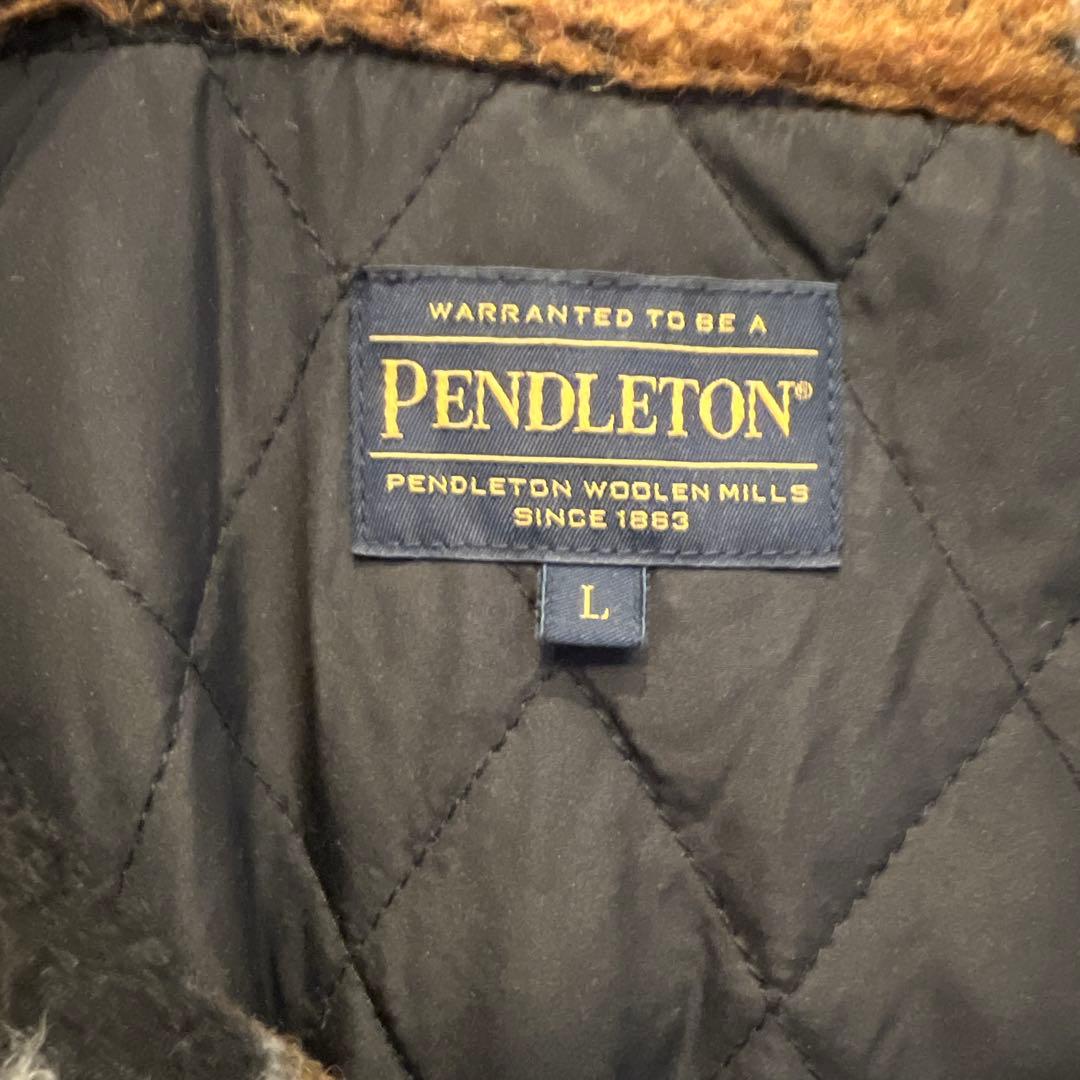 WARRANTED TO BE A
PENDLETON®
PENDLETON WOOLEN MILLS
SINCE 1863
L